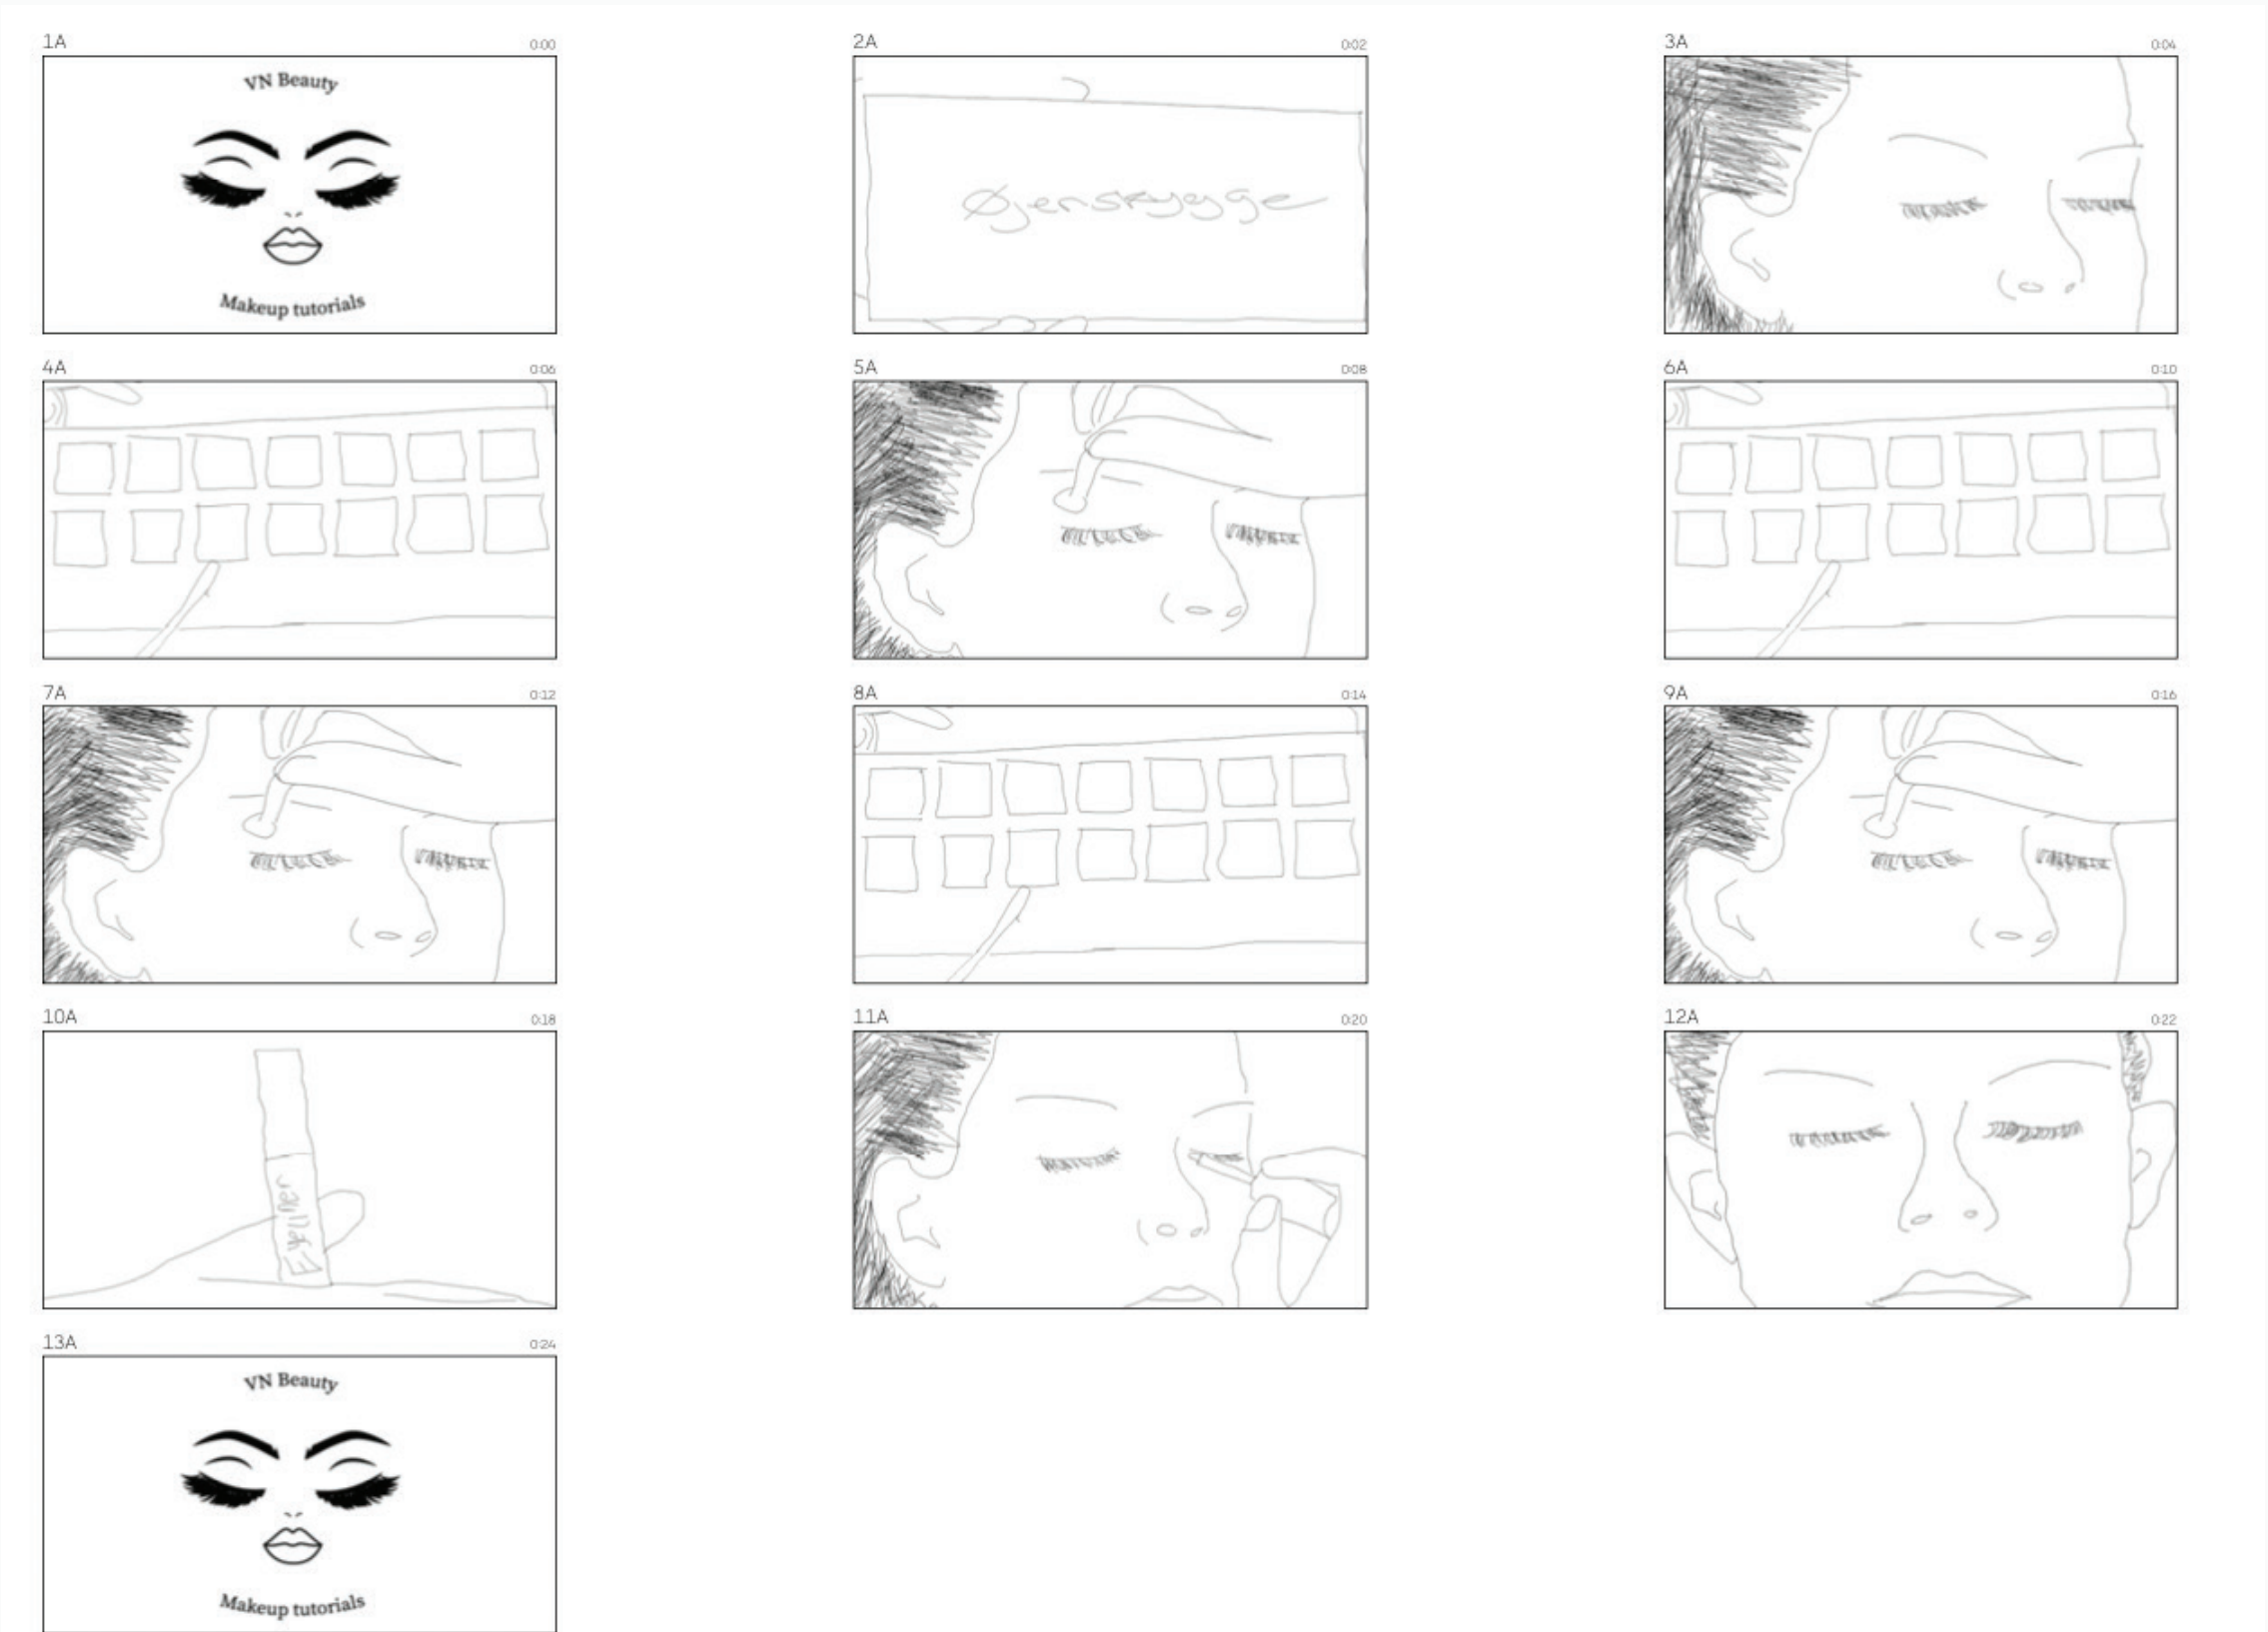 1A 0:00
VN Beauty
Makeup tutorials
2A 0:02
Øjenskygge
3A 0:04
4A 0:06
5A 0:08
6A 0:10
7A 0:12
8A 0:14
9A 0:16
10A 0:18
Eyeliner
11A 0:20
12A 0:22
13A 0:24
VN Beauty
Makeup tutorials